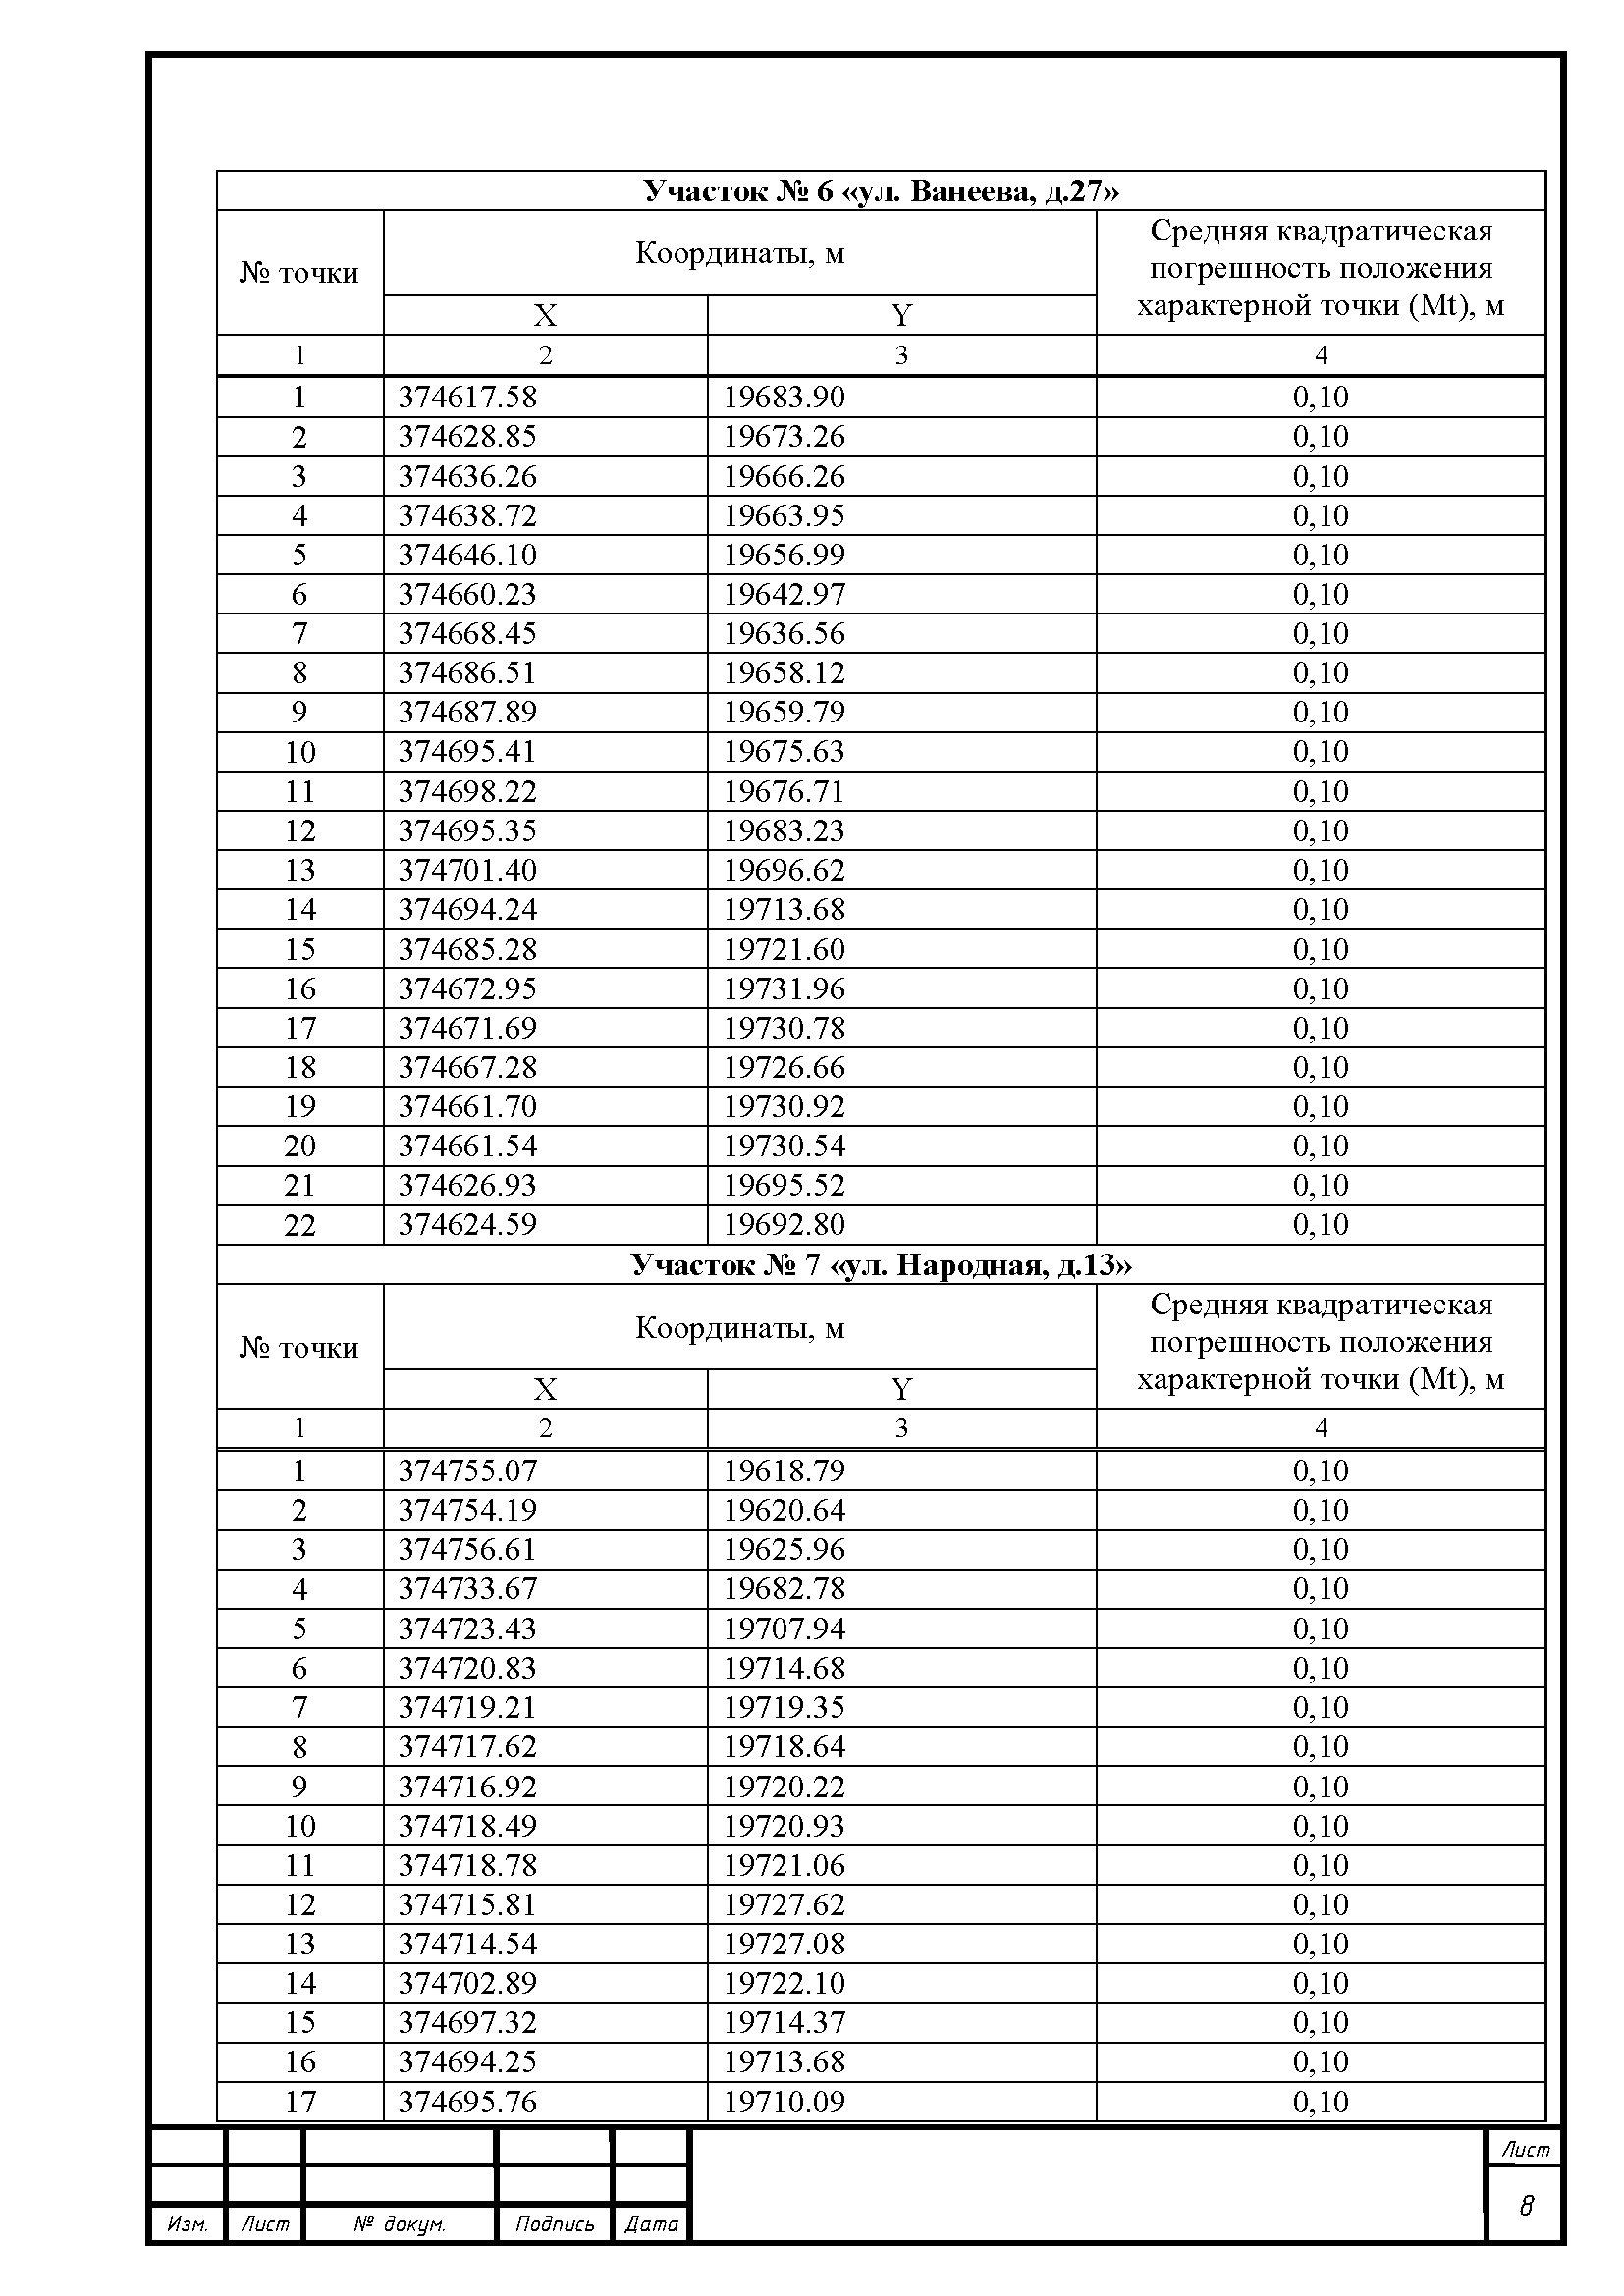 Участок № 6 «ул. Ванеева, д.27»
№ точки
Координаты, м
Средняя квадратическая
погрешность положения
характерной точки (Mt), м
X Y
1 2 3 4
1 374617.58 19683.90 0,10
2 374628.85 19673.26 0,10
3 374636.26 19666.26 0,10
4 374638.72 19663.95 0,10
5 374646.10 19656.99 0,10
6 374660.23 19642.97 0,10
7 374668.45 19636.56 0,10
8 374686.51 19658.12 0,10
9 374687.89 19659.79 0,10
10 374695.41 19675.63 0,10
11 374698.22 19676.71 0,10
12 374695.35 19683.23 0,10
13 374701.40 19696.62 0,10
14 374694.24 19713.68 0,10
15 374685.28 19721.60 0,10
16 374672.95 19731.96 0,10
17 374671.69 19730.78 0,10
18 374667.28 19726.66 0,10
19 374661.70 19730.92 0,10
20 374661.54 19730.54 0,10
21 374626.93 19695.52 0,10
22 374624.59 19692.80 0,10
Участок № 7 «ул. Народная, д.13»
№ точки
Координаты, м
Средняя квадратическая
погрешность положения
характерной точки (Mt), м
X Y
1 2 3 4
1 374755.07 19618.79 0,10
2 374754.19 19620.64 0,10
3 374756.61 19625.96 0,10
4 374733.67 19682.78 0,10
5 374723.43 19707.94 0,10
6 374720.83 19714.68 0,10
7 374719.21 19719.35 0,10
8 374717.62 19718.64 0,10
9 374716.92 19720.22 0,10
10 374718.49 19720.93 0,10
11 374718.78 19721.06 0,10
12 374715.81 19727.62 0,10
13 374714.54 19727.08 0,10
14 374702.89 19722.10 0,10
15 374697.32 19714.37 0,10
16 374694.25 19713.68 0,10
17 374695.76 19710.09 0,10
Лист
8
Изм. Лист № докум. Подпись Дата